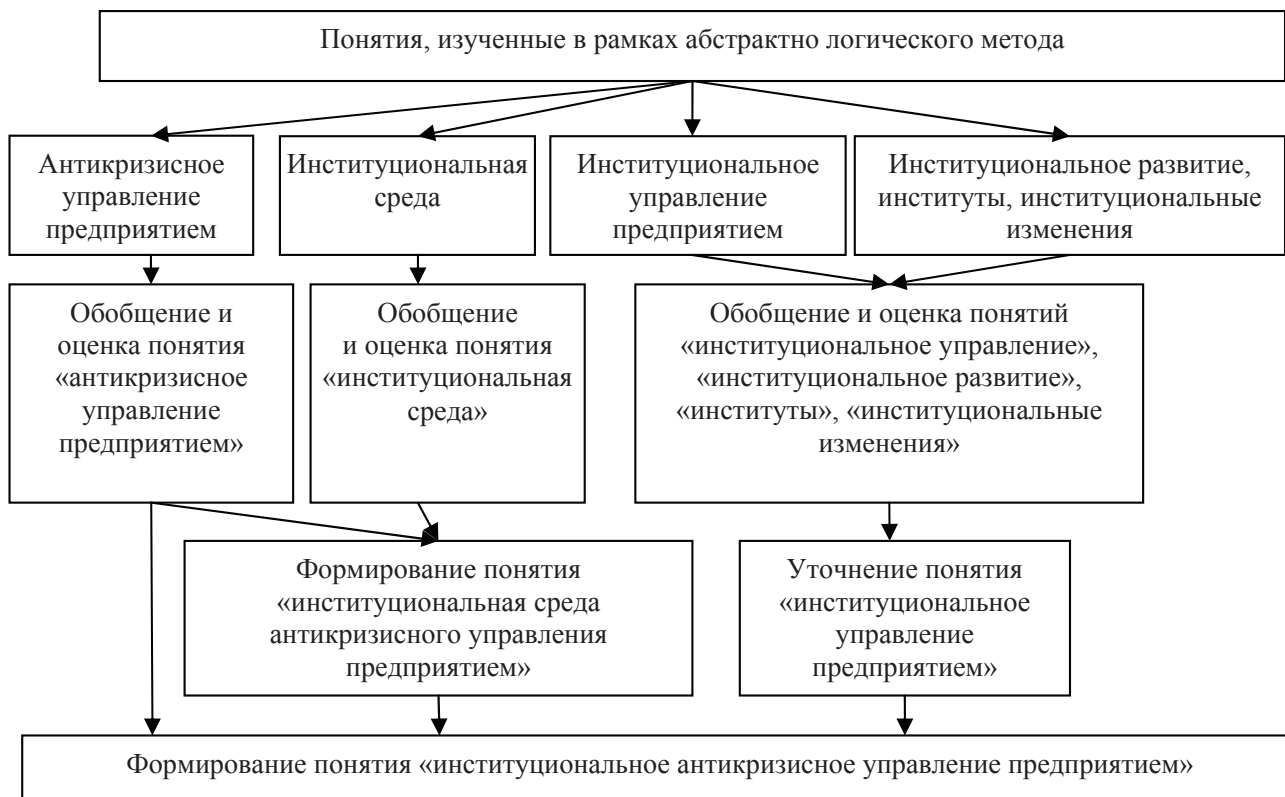 Понятия, изученные в рамках абстрактно логического метода
Антикризисное
управление
предприятием
Институциональная
среда
Институциональное
управление
предприятием
Институциональное развитие,
институты, институциональные
изменения
Обобщение и
оценка понятия
«антикризисное
управление
предприятием»
Обобщение
и оценка понятия
«институциональная
среда»
Обобщение и оценка понятий
«институциональное управление»,
«институциональное развитие»,
«институты», «институциональные
изменения»
Формирование понятия
«институциональная среда
антикризисного управления
предприятием»
Уточнение понятия
«институциональное
управление
предприятием»
Формирование понятия «институциональное антикризисное управление предприятием»